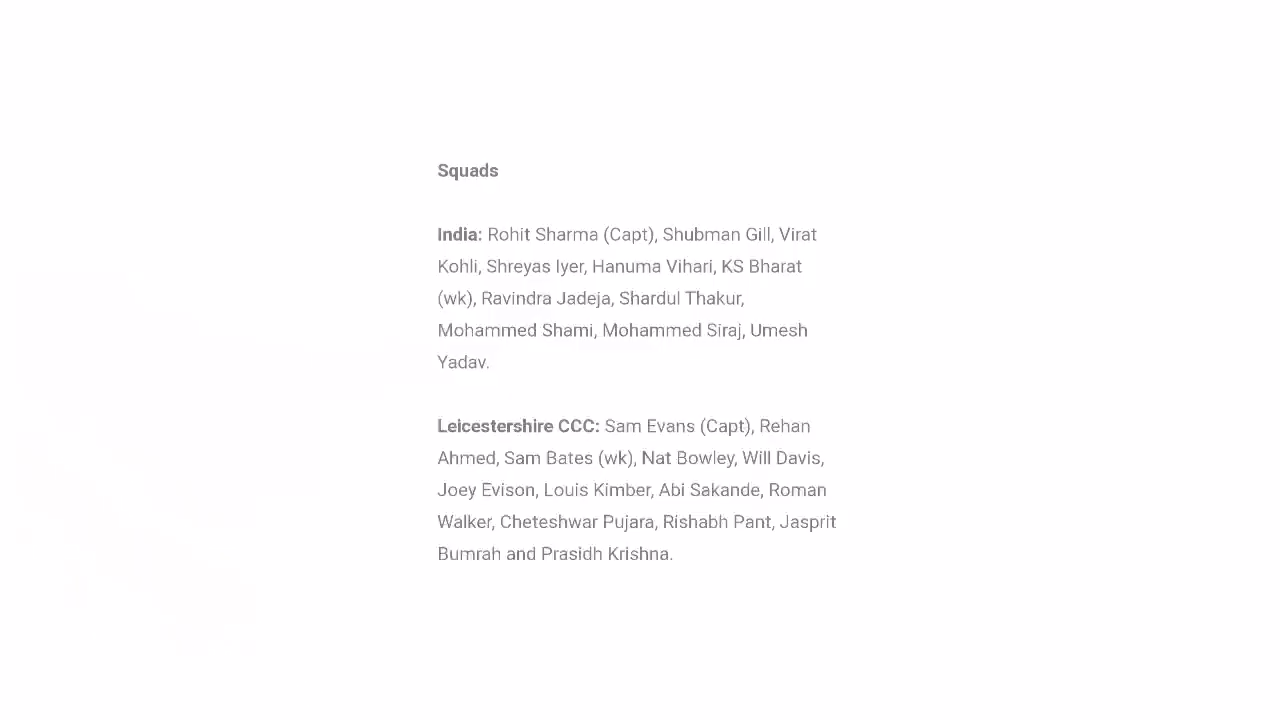 Squads
India: Rohit Sharma (Capt), Shubman Gill, Virat
Kohli, Shreyas Iyer, Hanuma Vihari, KS Bharat
(wk), Ravindra Jadeja, Shardul Thakur,
Mohammed Shami, Mohammed Siraj, Umesh
Yadav.
Leicestershire CCC: Sam Evans (Capt), Rehan
Ahmed, Sam Bates (wk), Nat Bowley, Will Davis,
Joey Evison, Louis Kimber, Abi Sakande, Roman
Walker, Cheteshwar Pujara, Rishabh Pant, Jasprit
Bumrah and Prasidh Krishna.